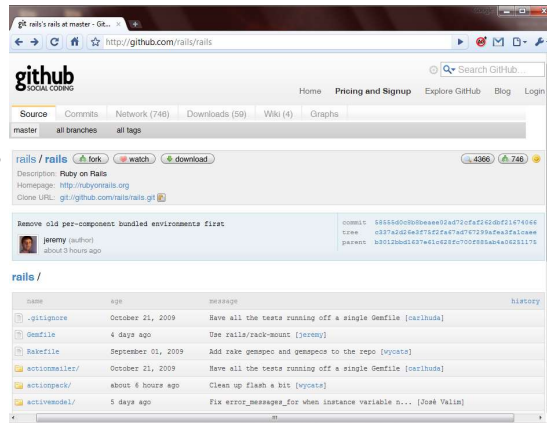 git rails's rails at master - Git...
http://github.com/rails/rails
github
SOCIAL CODING
Search GitHub...
Home Pricing and Signup Explore GitHub Blog Login
Source Commits Network (746) Downloads (59) Wiki (4) Graphs
master all branches all tags
rails / rails fork watch download 4366 746
Description: Ruby on Rails
Homepage: http://rubyonrails.org
Clone URL: git://github.com/rails/rails.git
Remove old per-component bundled environments first
jeremy (author)
about 3 hours ago
commit
tree
parent
rails /
name age message history
.gitignore October 21, 2009 Have all the tests running off a single Gemfile [carlhuda]
Gemfile 4 days ago Use rails/rack-mount [jeremy]
Rakefile September 01, 2009 Add rake gemspec and gemspecs to the repo [wycats]
actionmailer/ October 21, 2009 Have all the tests running off a single Gemfile [carlhuda]
actionpack/ about 6 hours ago Clean up flash a bit [wycats]
activemodel/ 5 days ago Fix error_messages_for when instance variable n... [José Valim]